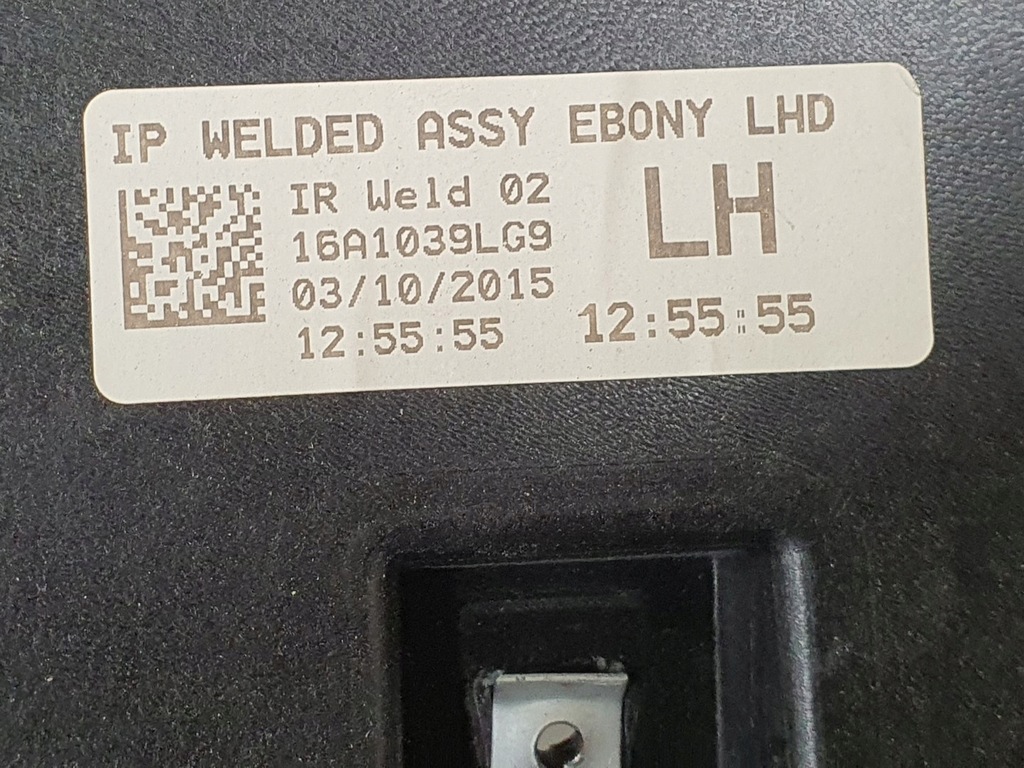 IP WELDED ASSY EBONY LHD
IR Weld 02
16A1039LG9
03/10/2015
12:55:55
LH
12:55:55